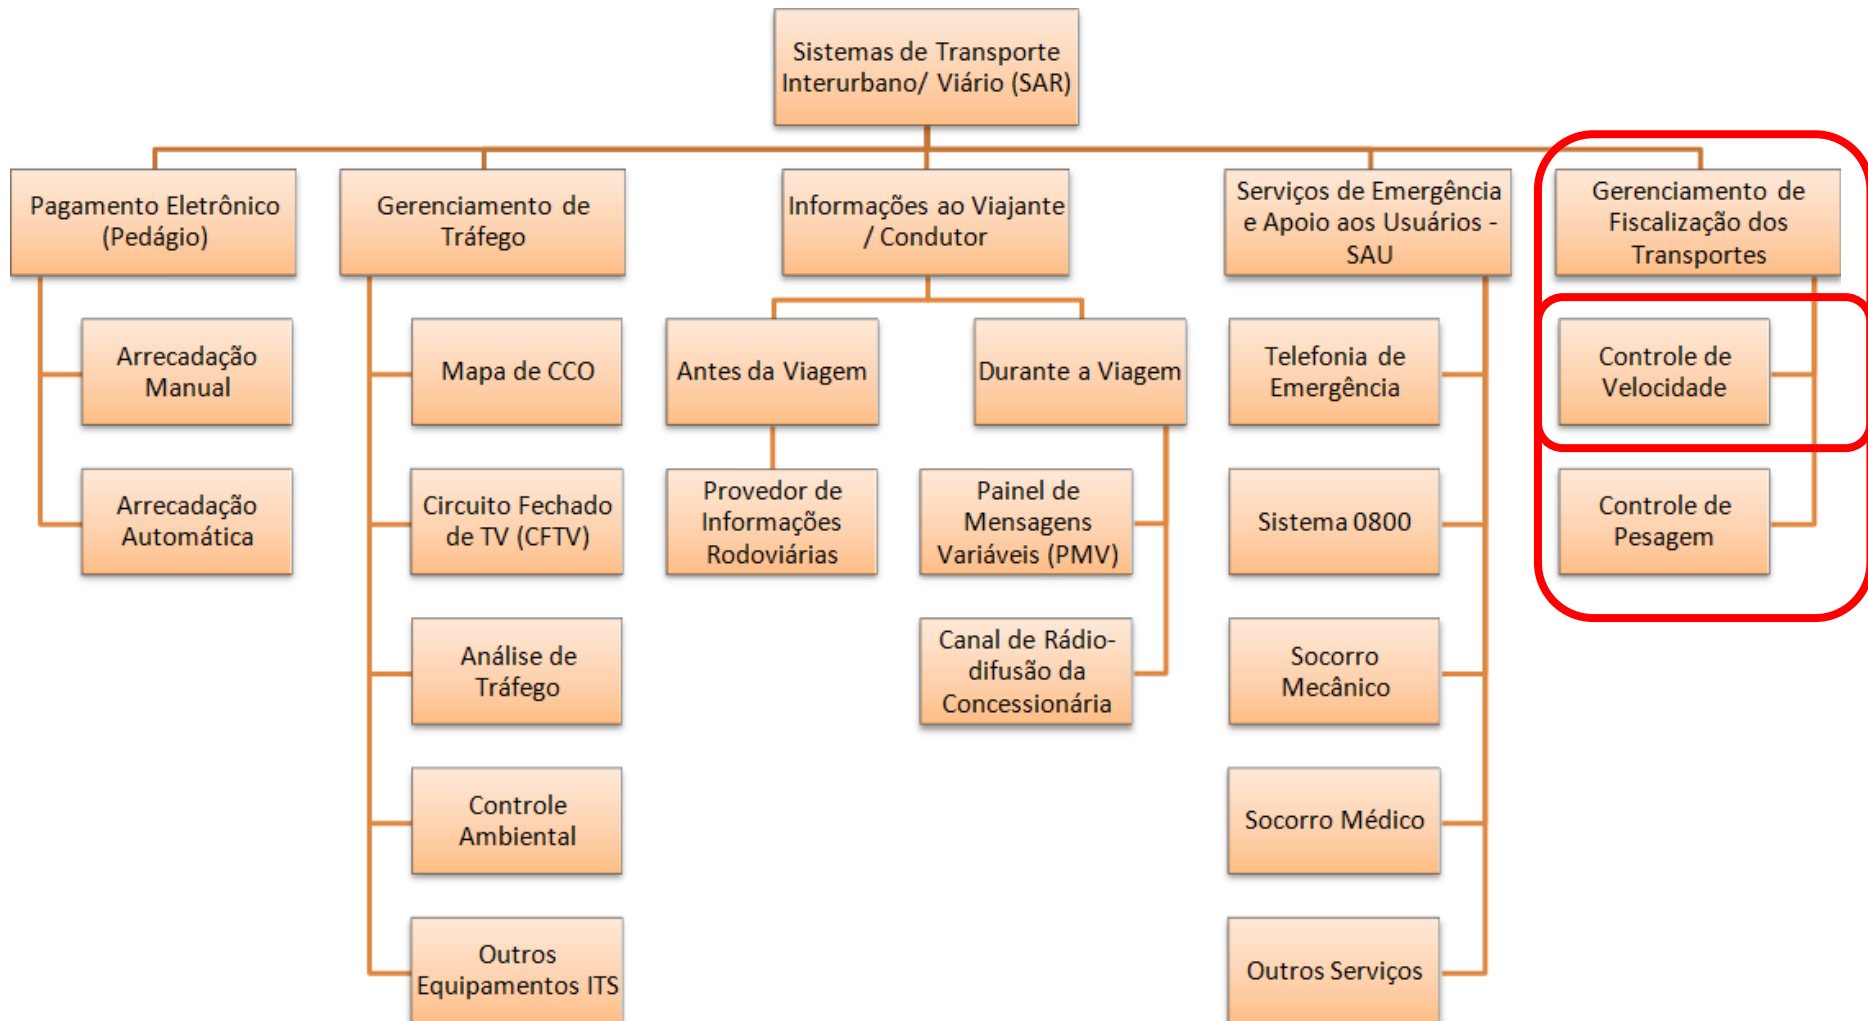 Sistemas de Transporte
Interurbano/ Viário (SAR)
Pagamento Eletrônico
(Pedágio)
Arrecadação
Manual
Arrecadação
Automática
Gerenciamento de
Tráfego
Mapa de CCO
Circuito Fechado
de TV (CFTV)
Análise de
Tráfego
Controle
Ambiental
Outros
Equipamentos ITS
Informações ao Viajante
/ Condutor
Antes da Viagem
Provedor de
Informações
Rodoviárias
Durante a Viagem
Painel de
Mensagens
Variáveis (PMV)
Canal de Rádio-
difusão da
Concessionária
Serviços de Emergência
e Apoio aos Usuários -
SAU
Telefonia de
Emergência
Sistema 0800
Socorro
Mecânico
Socorro Médico
Outros Serviços
Gerenciamento de
Fiscalização dos
Transportes
Controle de
Velocidade
Controle de
Pesagem